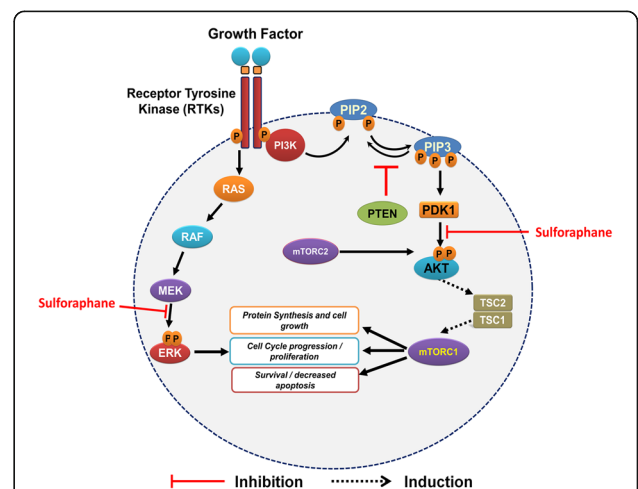 Growth Factor
Receptor Tyrosine
Kinase (RTKs)
P
P
PI3K
PIP2
P
P
PIP3
P
P
P
RAS
PTEN
PDK1
Sulforaphane
RAF
mTORC2
P
P
AKT
MEK
TSC2
TSC1
Sulforaphane
P
P
ERK
Protein Synthesis and cell
growth
Cell Cycle progression /
proliferation
Survival / decreased
apoptosis
mTORC1
Inhibition
Induction